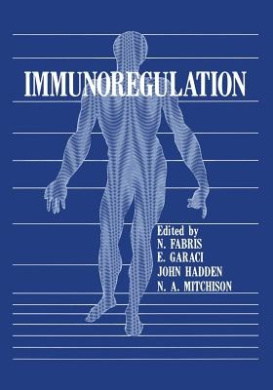 IMMUNOREGULATION
Edited by
N. FABRIS
E. GARACI
JOHN HADDEN
N. A. MITCHISON